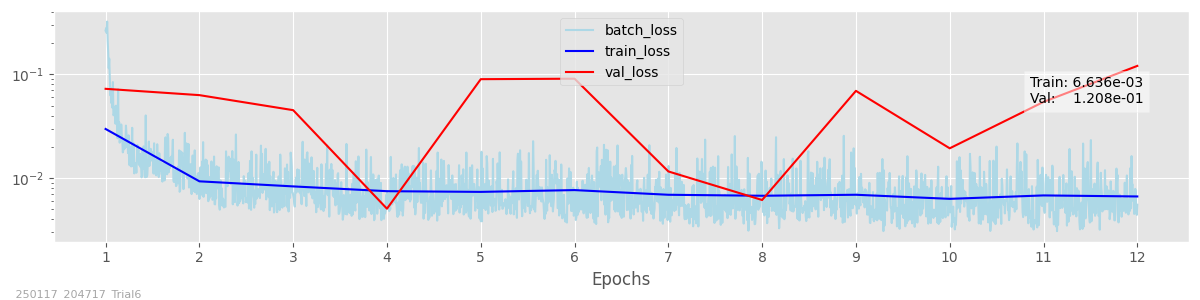 batch_loss
train_loss
val_loss
Train: 6.636e-03
Val: 1.208e-01
10⁻¹
10⁻²
1 2 3 4 5 6 7 8 9 10 11 12
Epochs
250117_204717_Trial6